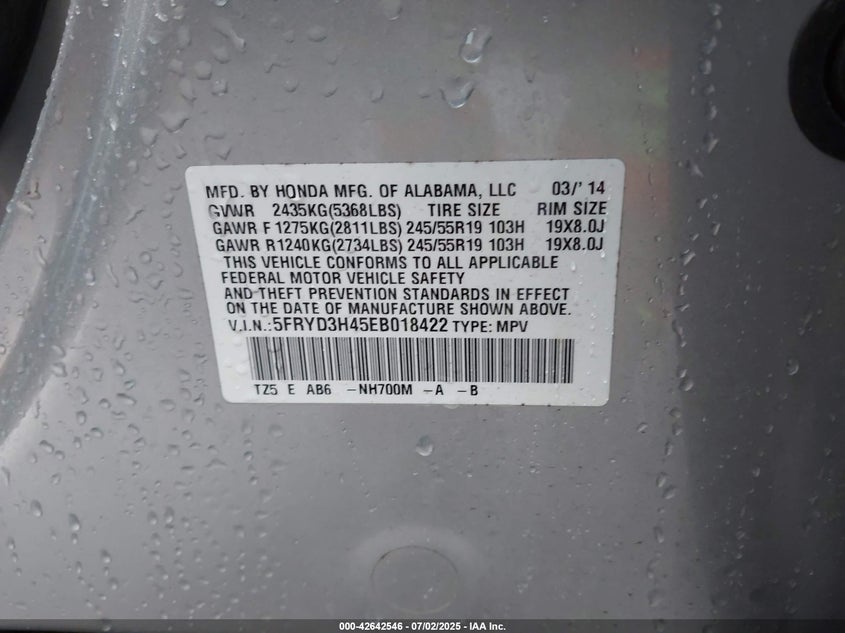 MFD. BY HONDA MFG. OF ALABAMA, LLC 03/' 14
GVWR 2435KG(5368LBS) TIRE SIZE RIM SIZE
GAWR F 1275KG(2811LBS) 245/55R19 103H 19X8.0J
GAWR R1240KG(2734LBS) 245/55R19 103H 19X8.0J
THIS VEHICLE CONFORMS TO ALL APPLICABLE
FEDERAL MOTOR VEHICLE SAFETY
AND THEFT PREVENTION STANDARDS IN EFFECT
ON THE DATE OF MANUFACTURE SHOWN ABOVE.
V.I.N.:5FRYD3H45EB018422 TYPE: MPV
TZ5 E AB6 -NH700M -A -B
000-42642546 - 07/02/2025 - IAA Inc.